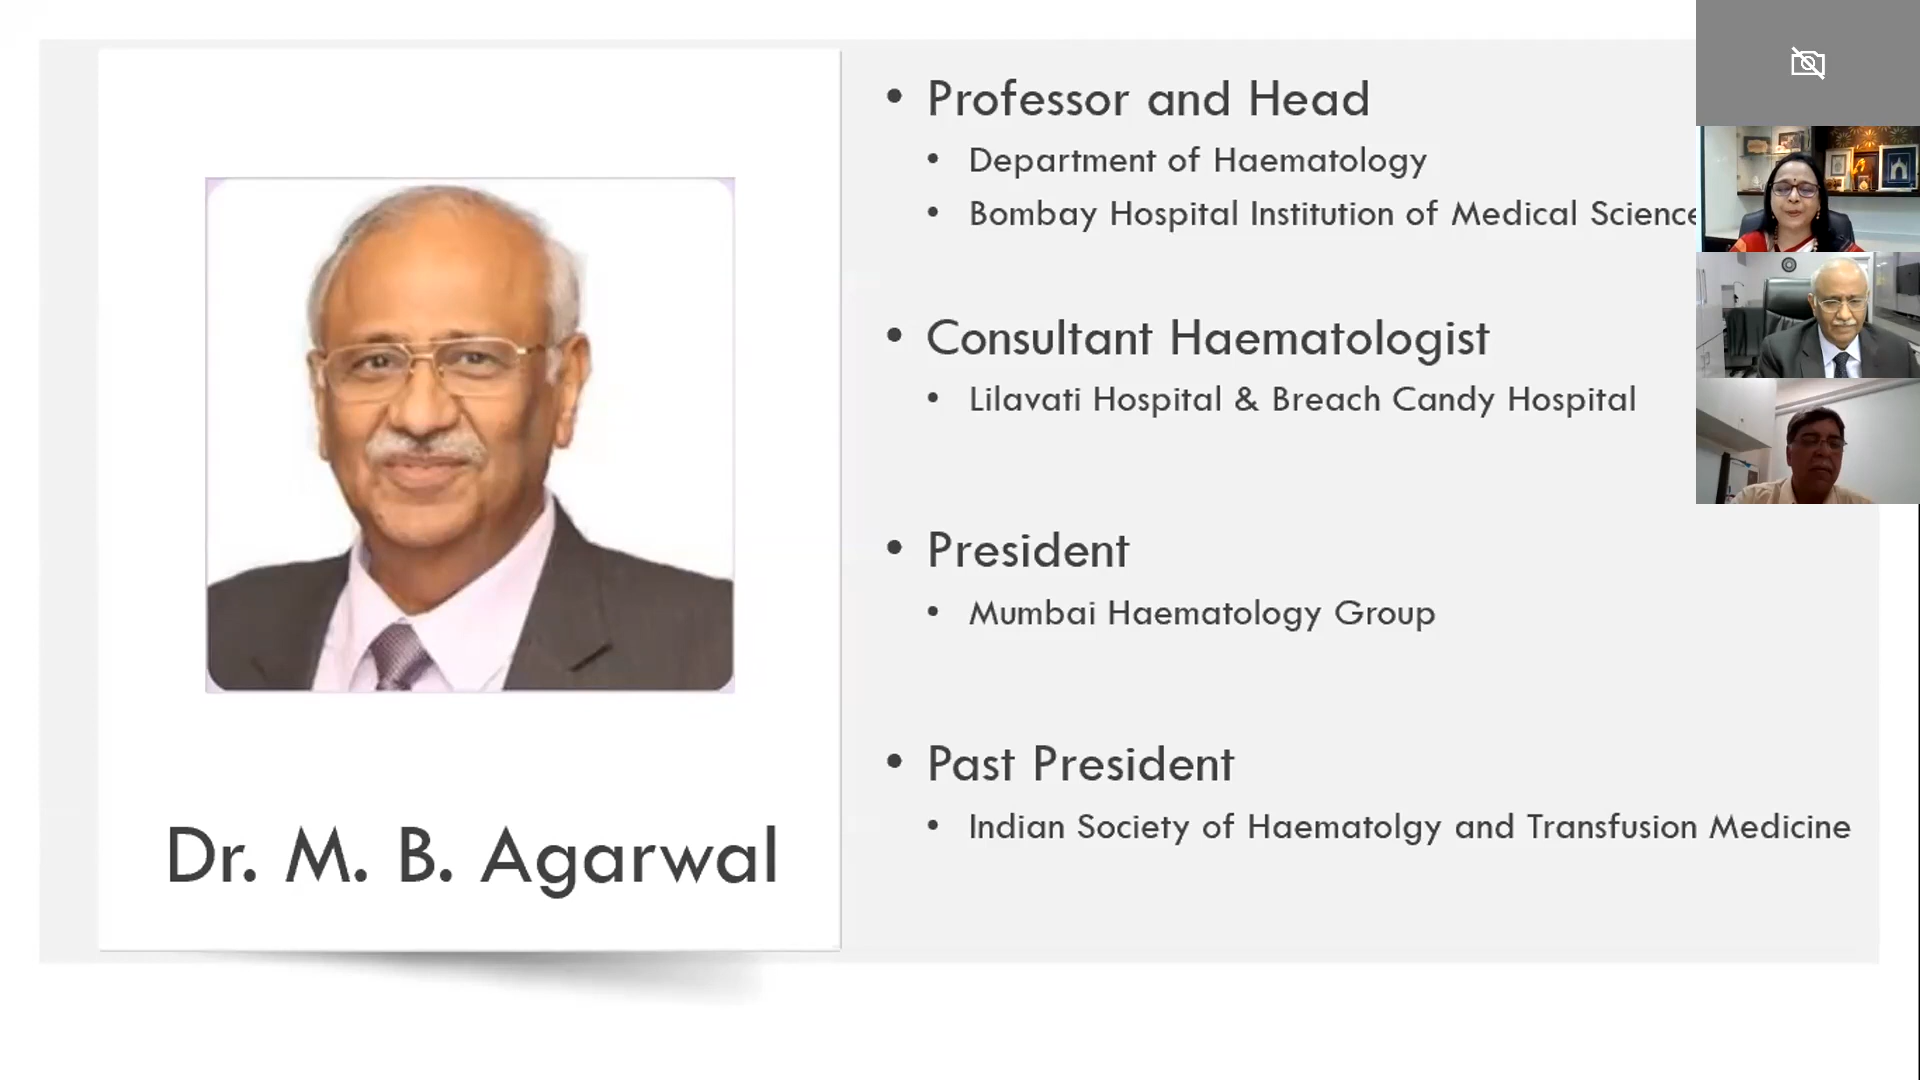 • Professor and Head
• Department of Haematology
• Bombay Hospital Institution of Medical Science
• Consultant Haematologist
• Lilavati Hospital & Breach Candy Hospital
• President
• Mumbai Haematology Group
• Past President
• Indian Society of Haematolgy and Transfusion Medicine
Dr. M. B. Agarwal